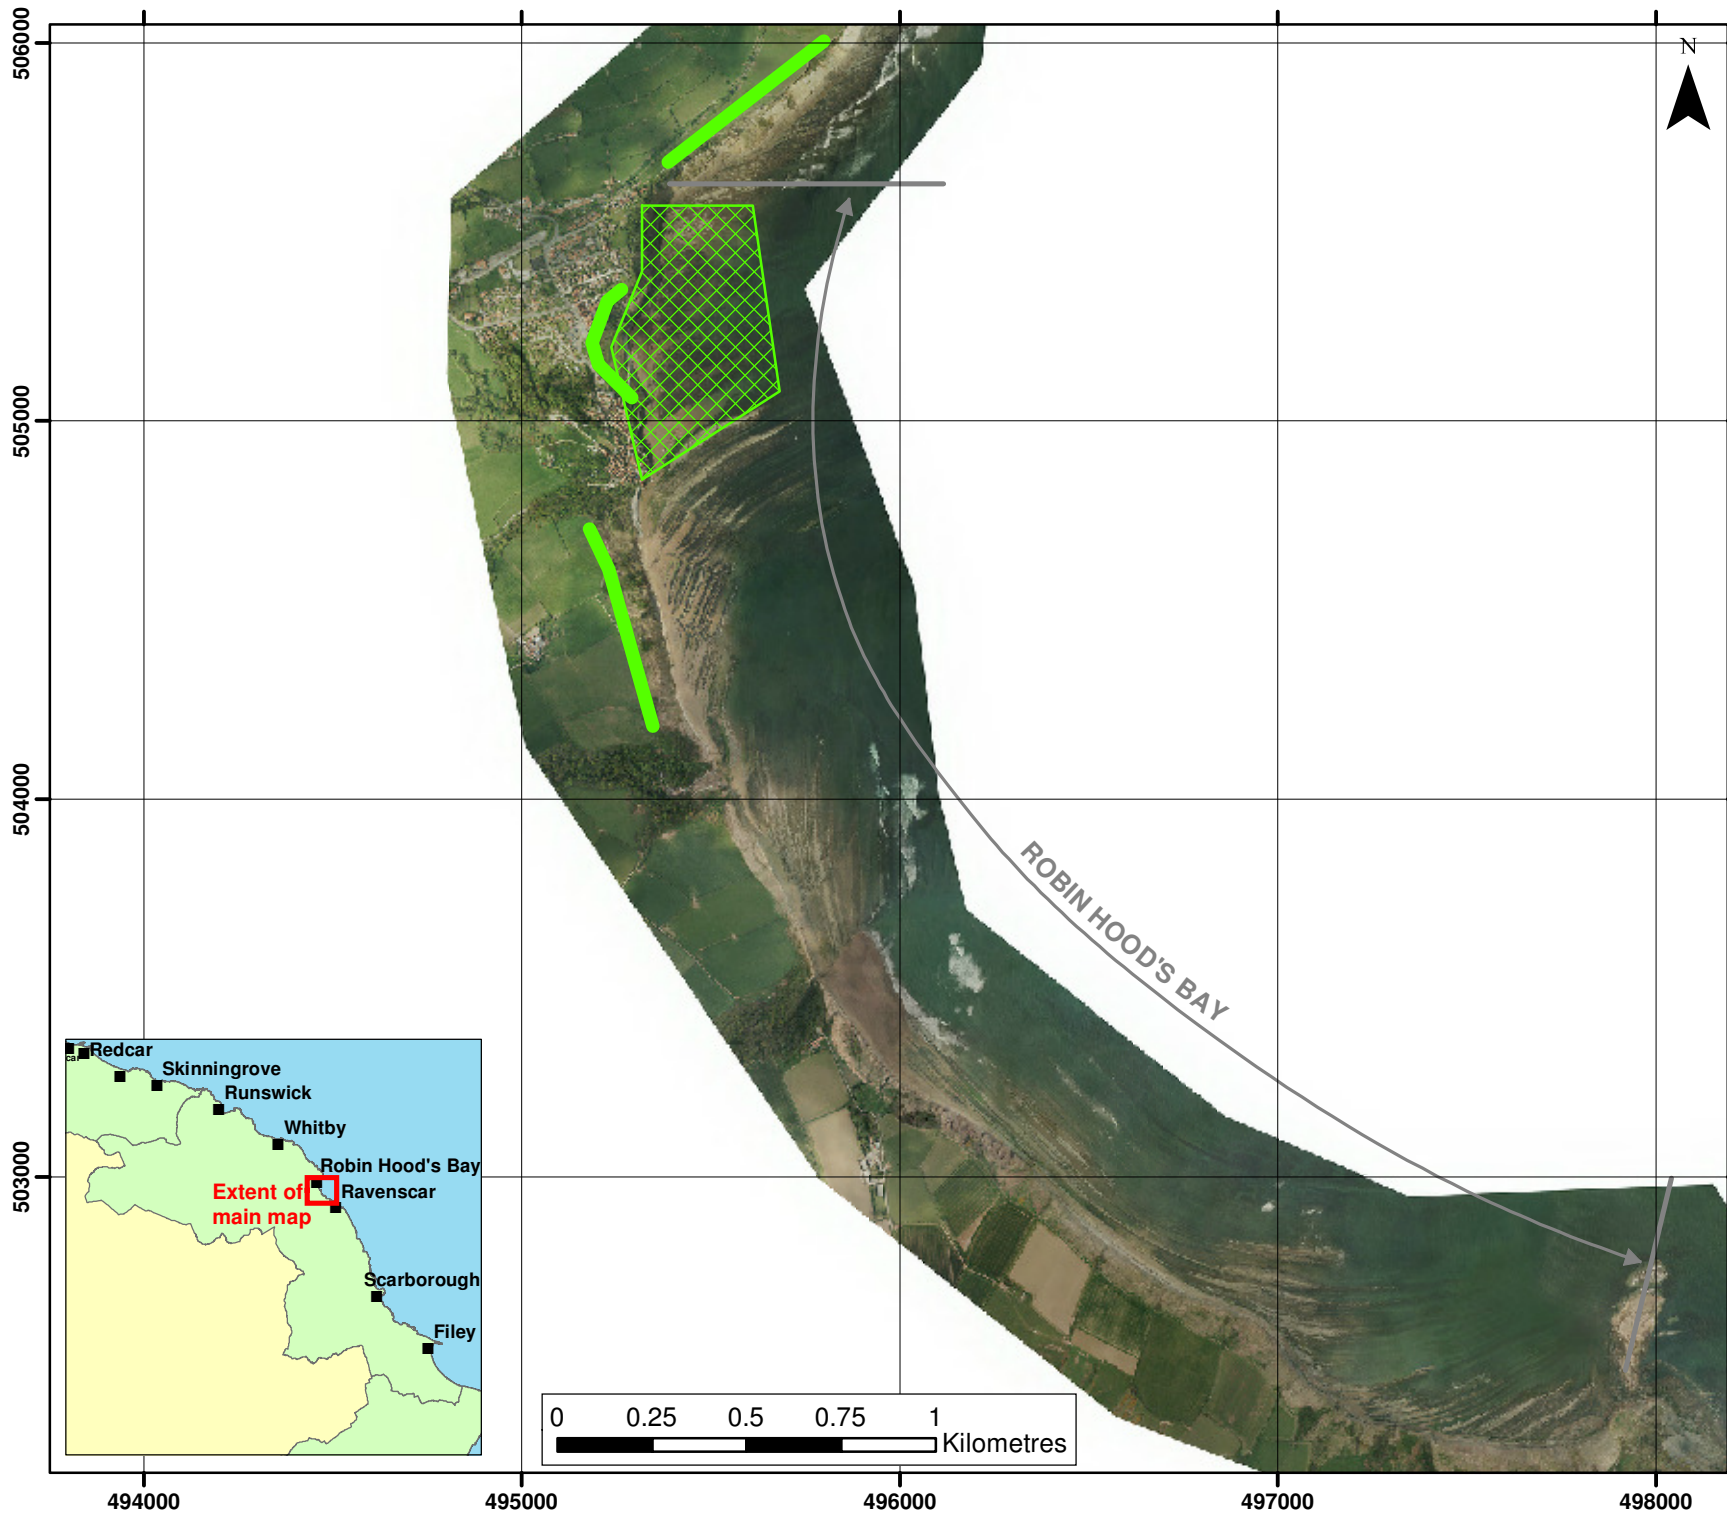 N
506000
505000
504000
503000
ROBIN HOOD'S BAY
Redcar
car
Skinningrove
Runswick
Whitby
Robin Hood's Bay
Extent of
main map
Ravenscar
Scarborough
Filey
0 0.25 0.5 0.75 1
Kilometres
494000 495000 496000 497000 498000